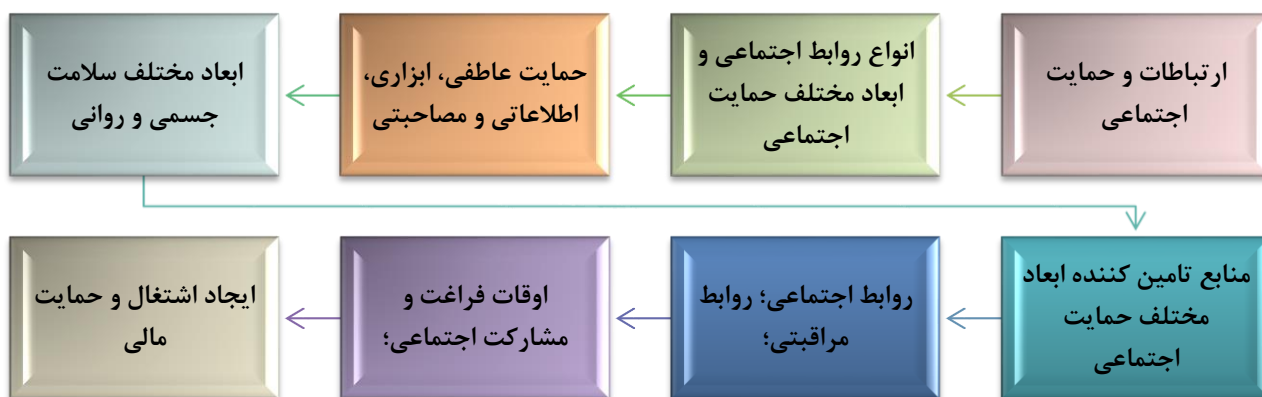 ارتباطات و حمایت
اجتماعی
انواع روابط اجتماعی و
ابعاد مختلف حمایت
اجتماعی
حمایت عاطفی، ابزاری،
اطلاعاتی و مصاحبتی
ابعاد مختلف سلامت
جسمی و روانی
منابع تامین کننده ابعاد
مختلف حمایت
اجتماعی
روابط اجتماعی؛ روابط
مراقبتی؛
اوقات فراغت و
مشارکت اجتماعی؛
ایجاد اشتغال و حمایت
مالی